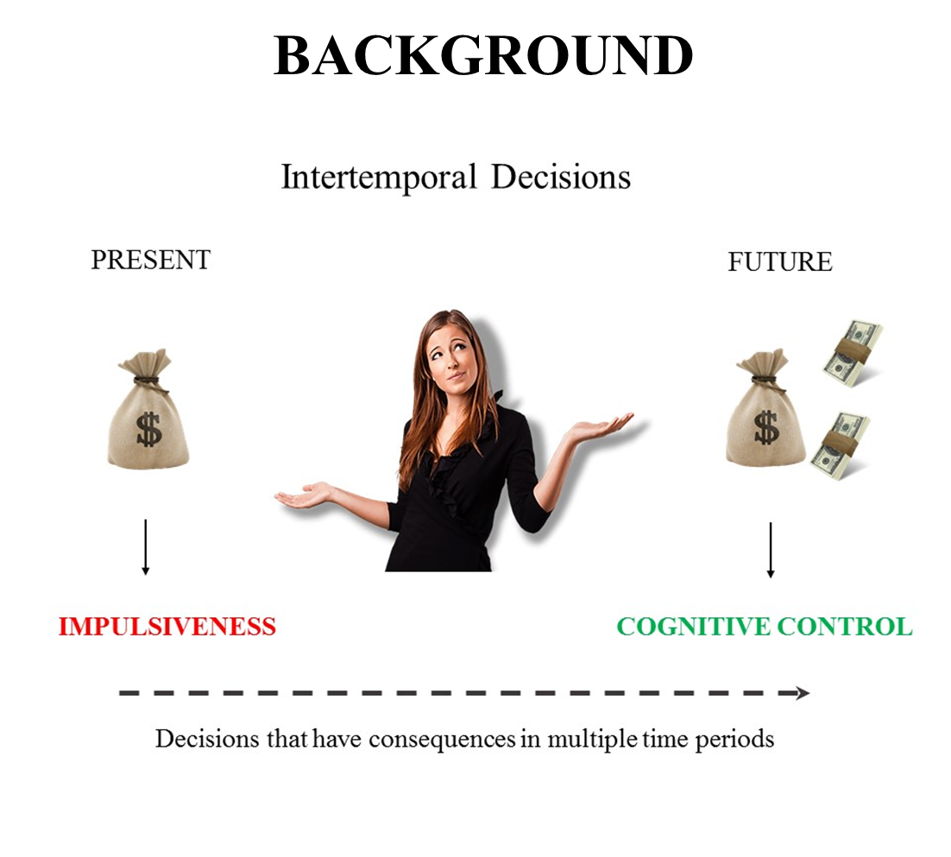 BACKGROUND
Intertemporal Decisions
PRESENT
FUTURE
$
$
IMPULSIVENESS
COGNITIVE CONTROL
Decisions that have consequences in multiple time periods